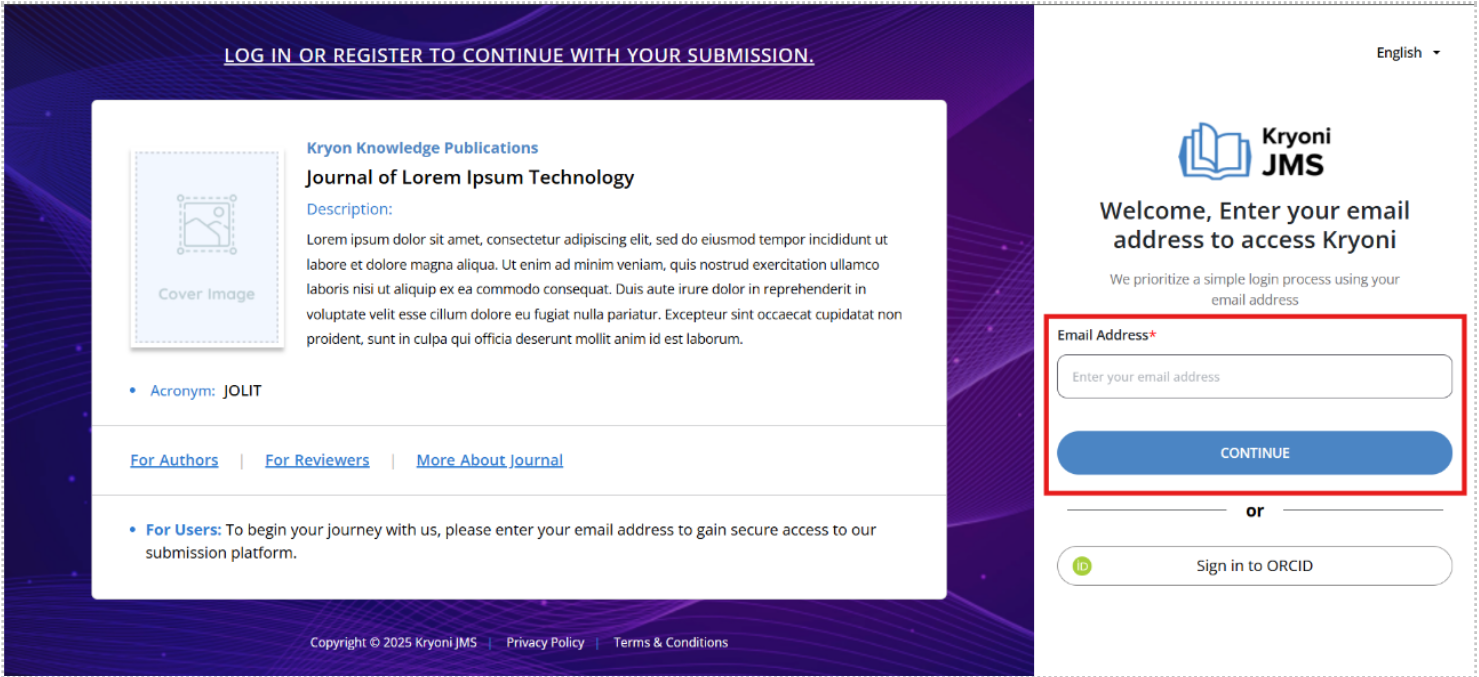 LOG IN OR REGISTER TO CONTINUE WITH YOUR SUBMISSION.
Cover Image
Kryon Knowledge Publications
Journal of Lorem Ipsum Technology
Description:
Lorem ipsum dolor sit amet, consectetur adipiscing elit, sed do eiusmod tempor incididunt ut
labore et dolore magna aliqua. Ut enim ad minim veniam, quis nostrud exercitation ullamco
laboris nisi ut aliquip ex ea commodo consequat. Duis aute irure dolor in reprehenderit in
voluptate velit esse cillum dolore eu fugiat nulla pariatur. Excepteur sint occaecat cupidatat non
proident, sunt in culpa qui officia deserunt mollit anim id est laborum.
• Acronym: JOLIT
For Authors | For Reviewers | More About Journal
• For Users: To begin your journey with us, please enter your email address to gain secure access to our
submission platform.
Copyright © 2025 Kryoni JMS | Privacy Policy | Terms & Conditions
English
Kryoni
JMS
Welcome, Enter your email
address to access Kryoni
We prioritize a simple login process using your
email address
Email Address*
Enter your email address
CONTINUE
or
iD
Sign in to ORCID